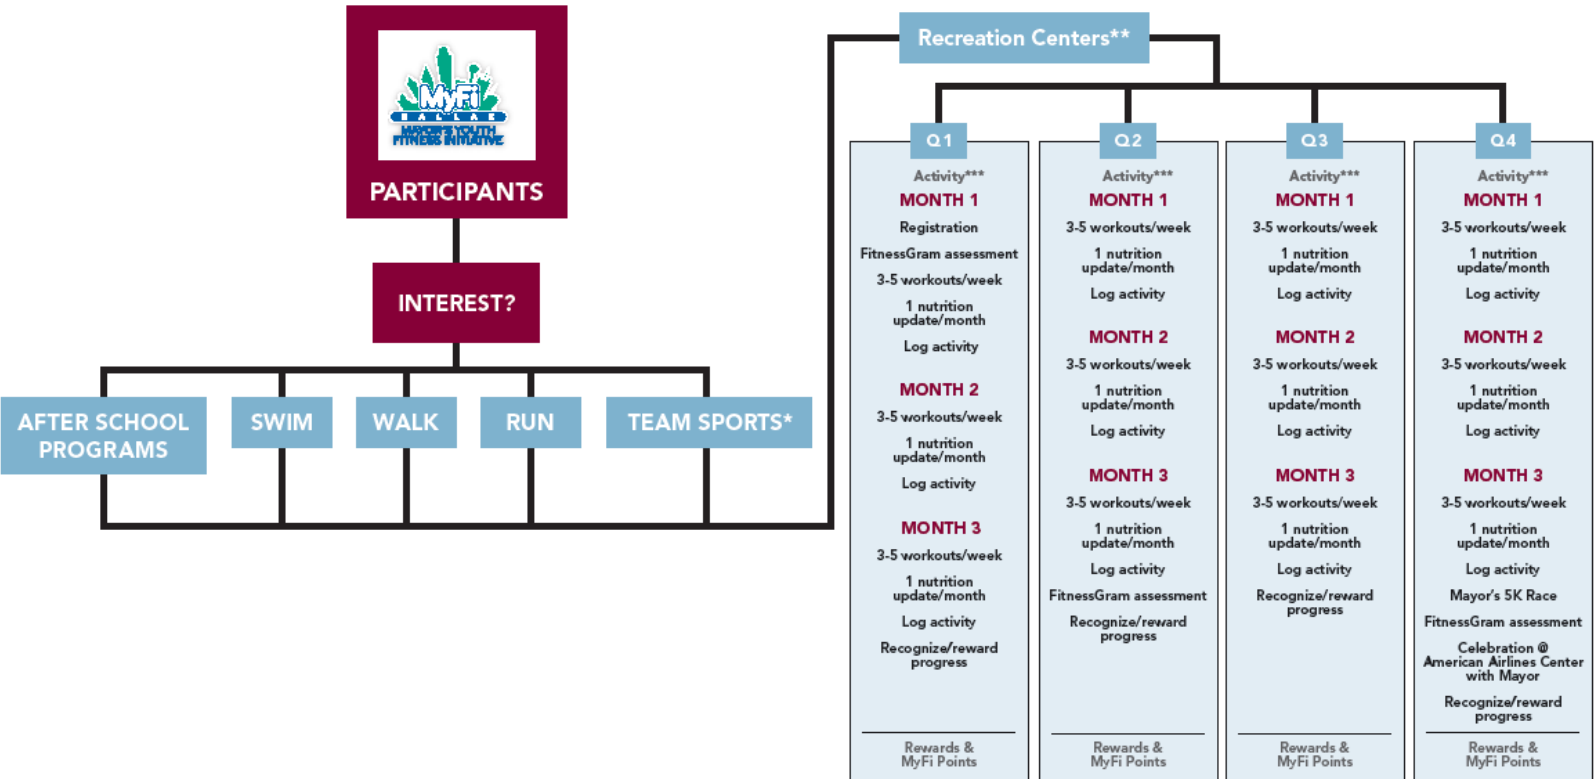 MyFi
DALLAS
MAYOR'S YOUTH
FITNESS INITIATIVE
PARTICIPANTS
INTEREST?
AFTER SCHOOL
PROGRAMS
SWIM
WALK
RUN
TEAM SPORTS*
Recreation Centers**
Q1
Activity***
MONTH 1
Registration
FitnessGram assessment
3-5 workouts/week
1 nutrition
update/month
Log activity
MONTH 2
3-5 workouts/week
1 nutrition
update/month
Log activity
MONTH 3
3-5 workouts/week
1 nutrition
update/month
Log activity
Recognize/reward
progress
Rewards &
MyFi Points
Q2
Activity***
MONTH 1
3-5 workouts/week
1 nutrition
update/month
Log activity
MONTH 2
3-5 workouts/week
1 nutrition
update/month
Log activity
MONTH 3
3-5 workouts/week
1 nutrition
update/month
Log activity
FitnessGram assessment
Recognize/reward
progress
Rewards &
MyFi Points
Q3
Activity***
MONTH 1
3-5 workouts/week
1 nutrition
update/month
Log activity
MONTH 2
3-5 workouts/week
1 nutrition
update/month
Log activity
MONTH 3
3-5 workouts/week
1 nutrition
update/month
Log activity
Recognize/reward
progress
Rewards &
MyFi Points
Q4
Activity***
MONTH 1
3-5 workouts/week
1 nutrition
update/month
Log activity
MONTH 2
3-5 workouts/week
1 nutrition
update/month
Log activity
MONTH 3
3-5 workouts/week
1 nutrition
update/month
Log activity
Mayor's 5K Race
FitnessGram assessment
Celebration @
American Airlines Center
with Mayor
Recognize/reward
progress
Rewards &
MyFi Points